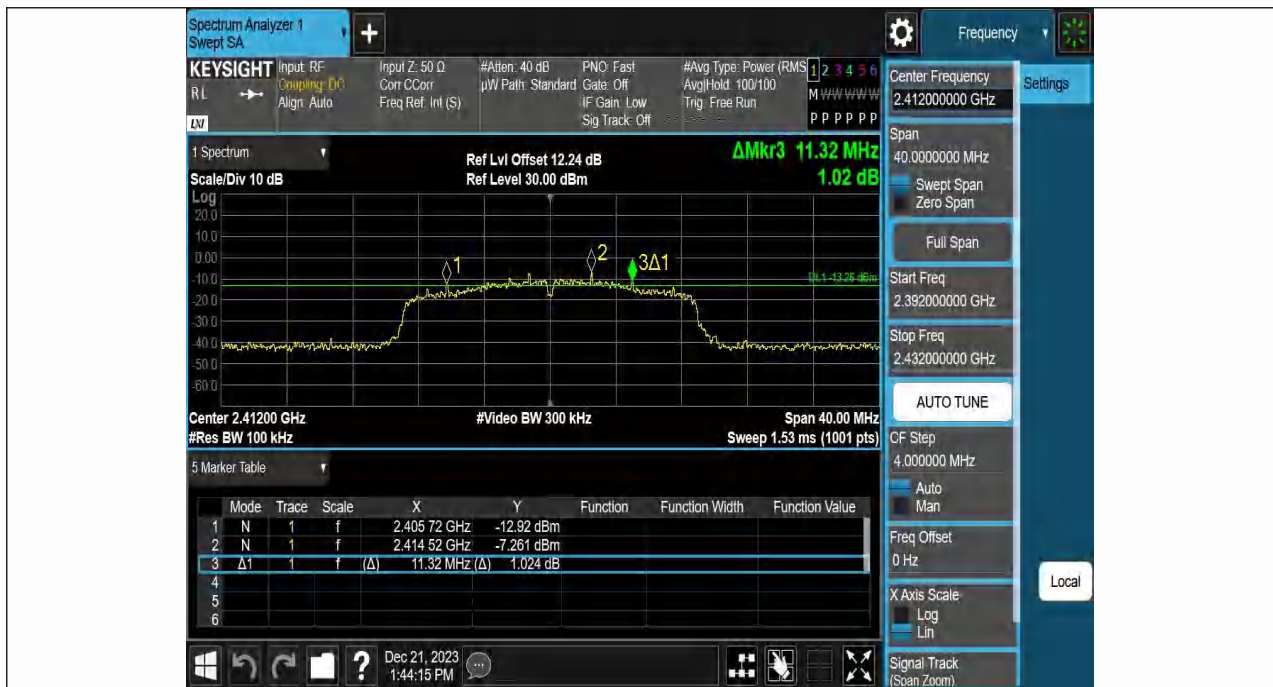 Spectrum Analyzer 1
Swept SA
+
Frequency
KEYSIGHT
RL
LXI
Input: RF
Coupling: DC
Align: Auto
Input Z: 50 Ω
Corr CCorr
Freq Ref: Int (S)
#Atten: 40 dB
µW Path: Standard
PNO: Fast
Gate: Off
IF Gain: Low
Sig Track: Off
#Avg Type: Power (RMS
Avg|Hold: 100/100
Trig: Free Run
1 2 3 4 5 6
M W W W W W
P P P P P P
Center Frequency
2.412000000 GHz
Settings
Span
40.0000000 MHz
Swept Span
Zero Span
Full Span
Start Freq
2.392000000 GHz
Stop Freq
2.432000000 GHz
AUTO TUNE
CF Step
4.000000 MHz
Auto
Man
Freq Offset
0 Hz
X Axis Scale
Log
Lin
Signal Track
(Span Zoom)
Local
1 Spectrum
Scale/Div 10 dB
Ref Lvl Offset 12.24 dB
Ref Level 30.00 dBm
ΔMkr3 11.32 MHz
1.02 dB
Log
20.0
10.0
0.00
-10.0
-20.0
-30.0
-40.0
-50.0
-60.0
1
2
3Δ1
DL1 -13.26 dBm
Center 2.41200 GHz
#Video BW 300 kHz
Span 40.00 MHz
#Res BW 100 kHz
Sweep 1.53 ms (1001 pts)
5 Marker Table
Mode Trace Scale X Y Function Function Width Function Value
1 N 1 f 2.405 72 GHz -12.92 dBm
2 N 1 f 2.414 52 GHz -7.261 dBm
3 Δ1 1 f (Δ) 11.32 MHz (Δ) 1.024 dB
4
5
6
?
Dec 21, 2023
1:44:15 PM